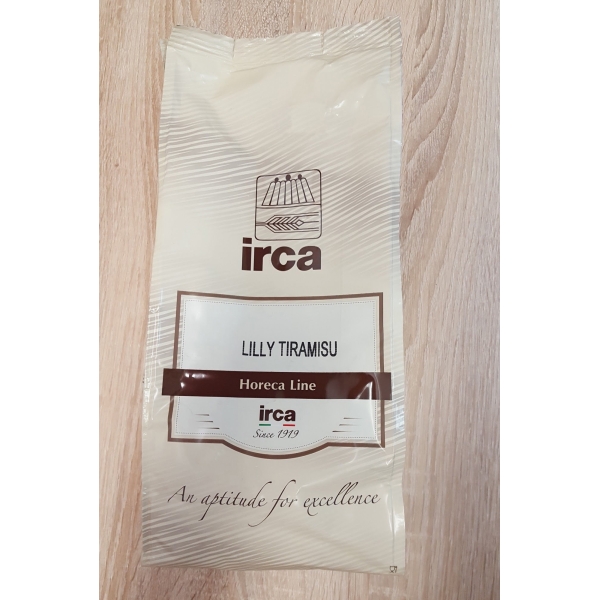 irca
LILLY TIRAMISU
Horeca Line
irca
Since 1919
An aptitude for excellence